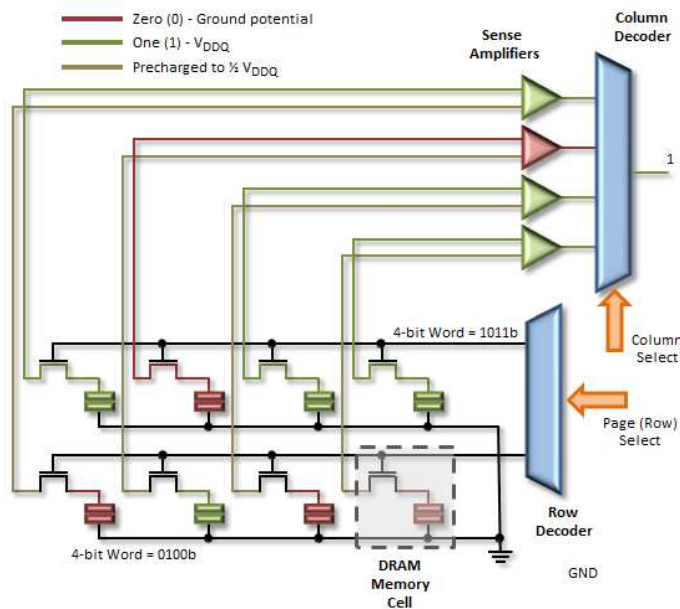 Zero (0) - Ground potential
One (1) - VDDQ
Precharged to ½ VDDQ
Sense
Amplifiers
Column
Decoder
1
4-bit Word = 1011b
Column
Select
Page (Row)
Select
Row
Decoder
4-bit Word = 0100b
DRAM
Memory
Cell
GND